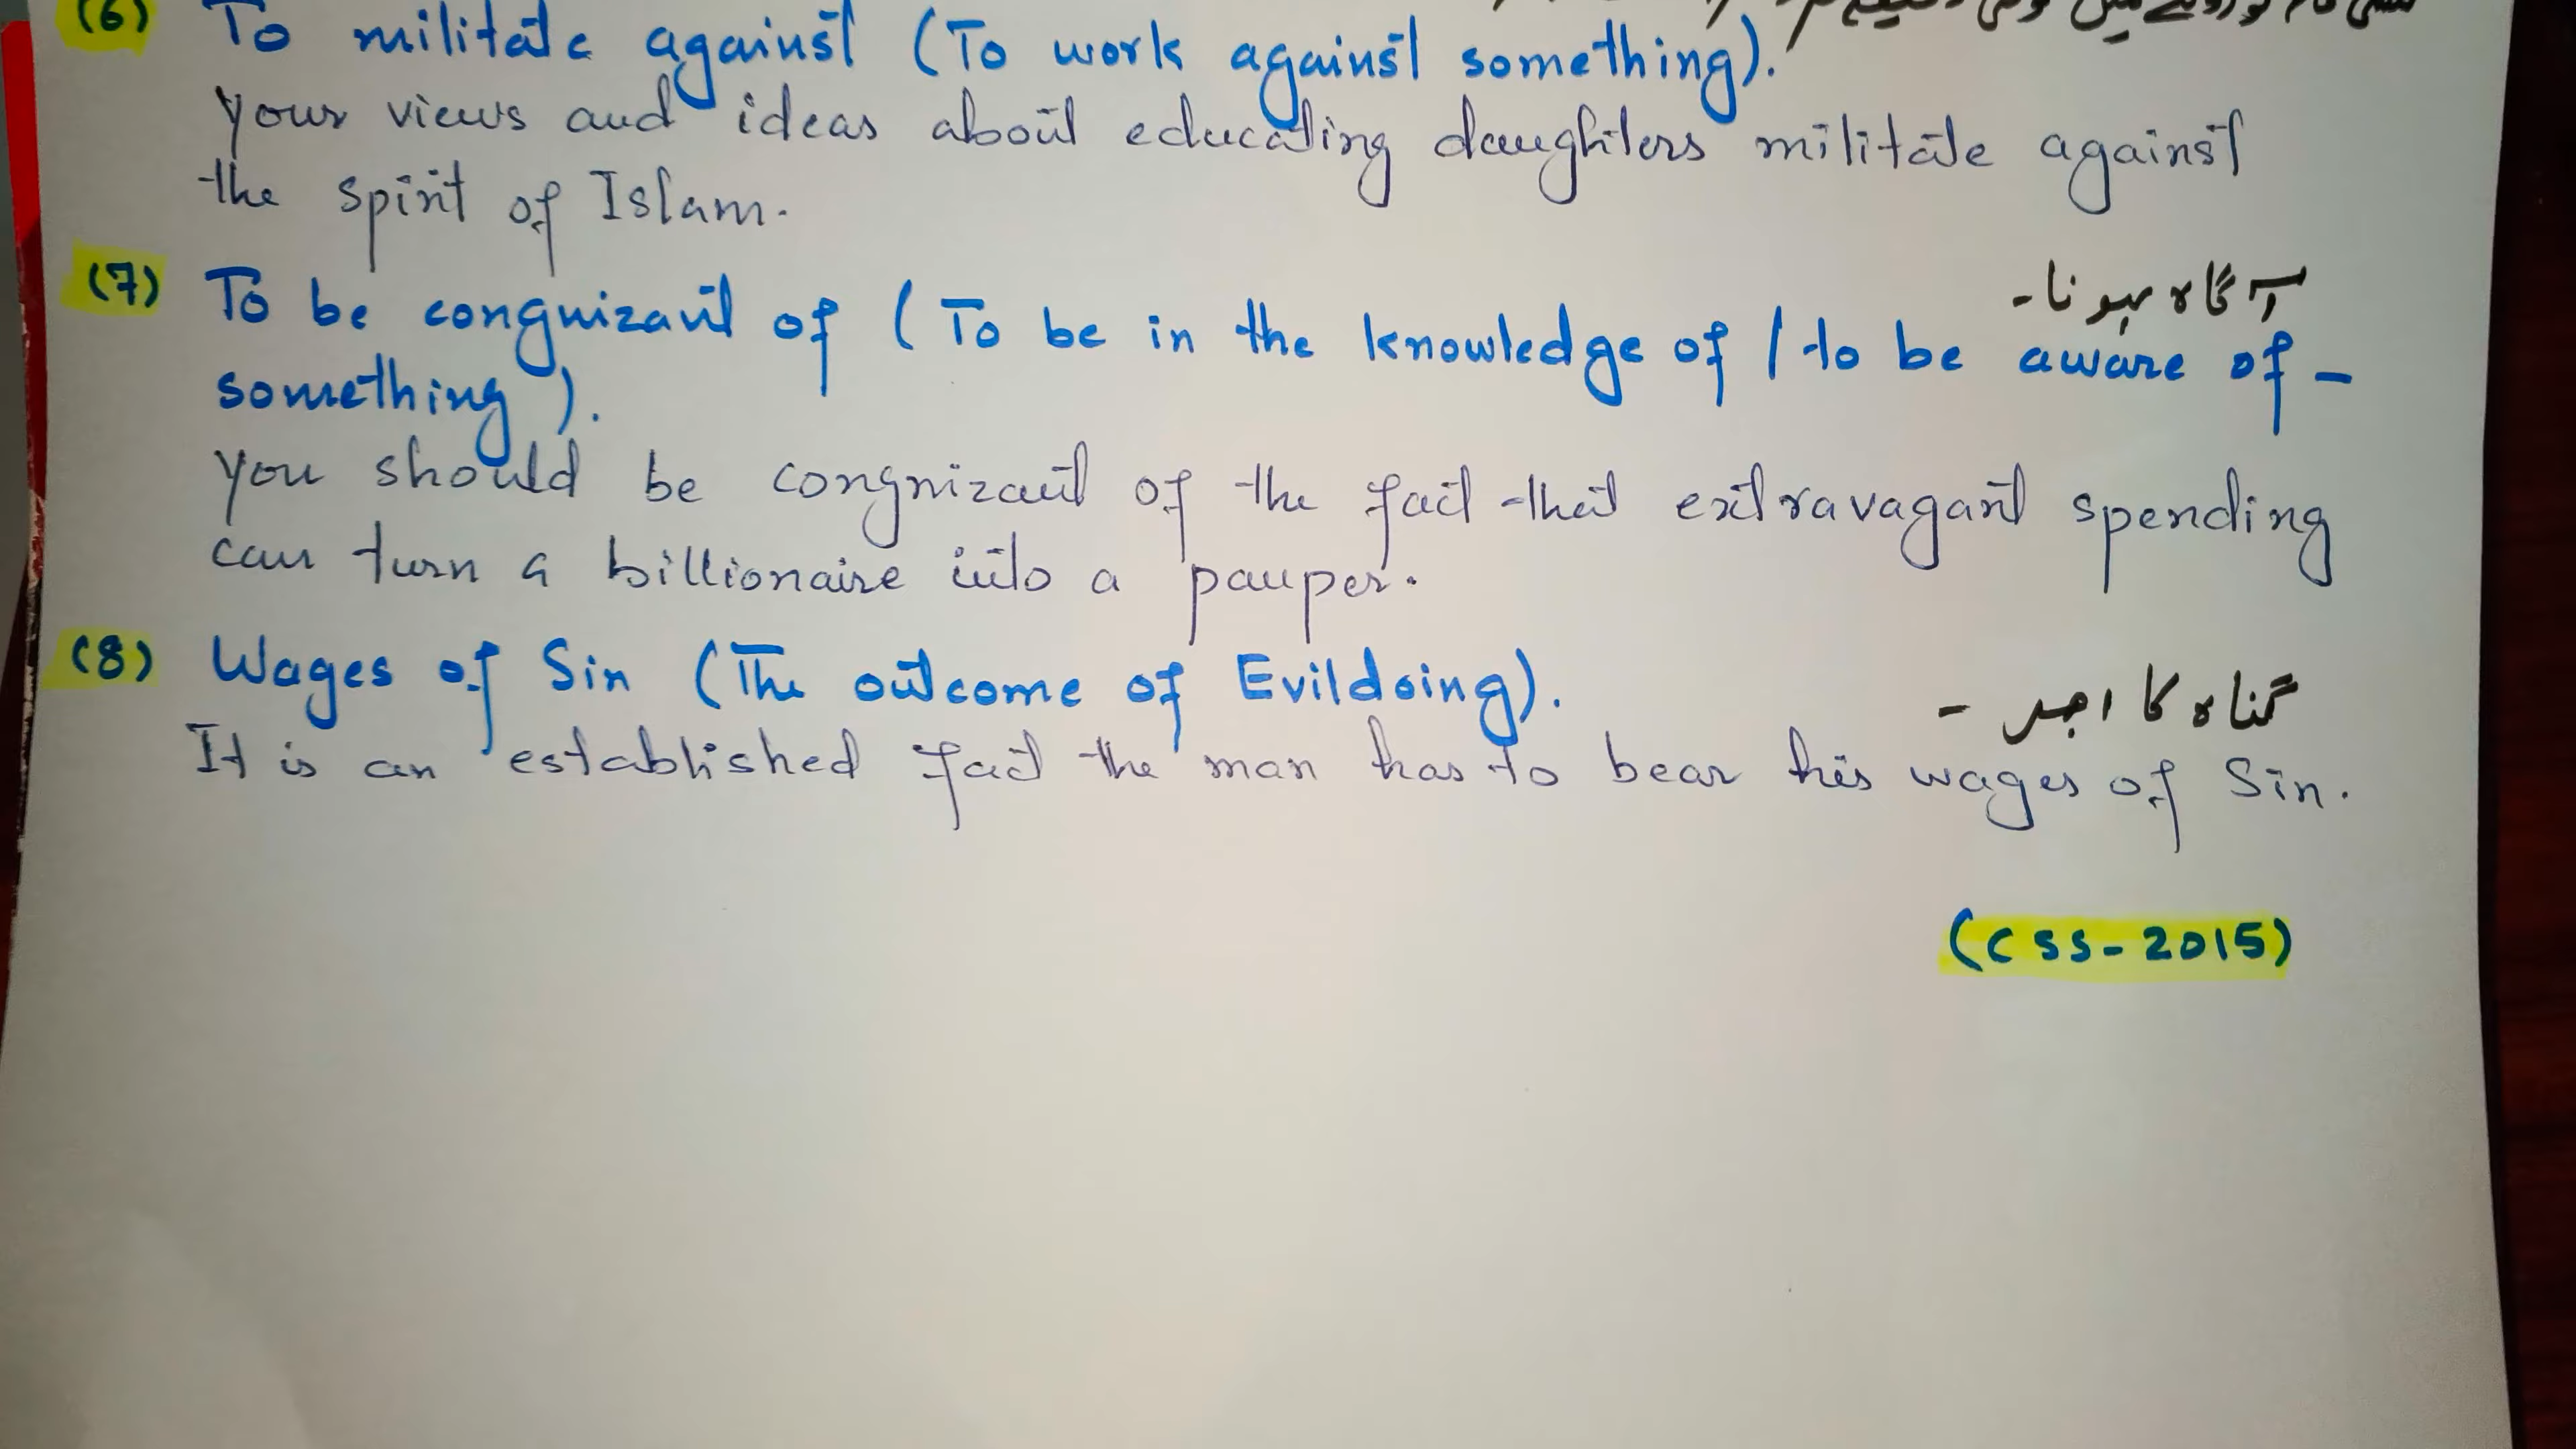 (6) To militate against (To work against something).
Your views and ideas about educating daughters militate against
the spirit of Islam.
آگاہ ہونا۔
(7) To be congnizant of (To be in the knowledge of / to be aware of -
something).
You should be congnizant of the fact that extravagant spending
can turn a billionaire into a pauper.
(8) Wages of Sin (The outcome of Evildoing). گناہ کا اجر ۔
It is an established fact the man has to bear his wages of Sin.
(CSS-2015)